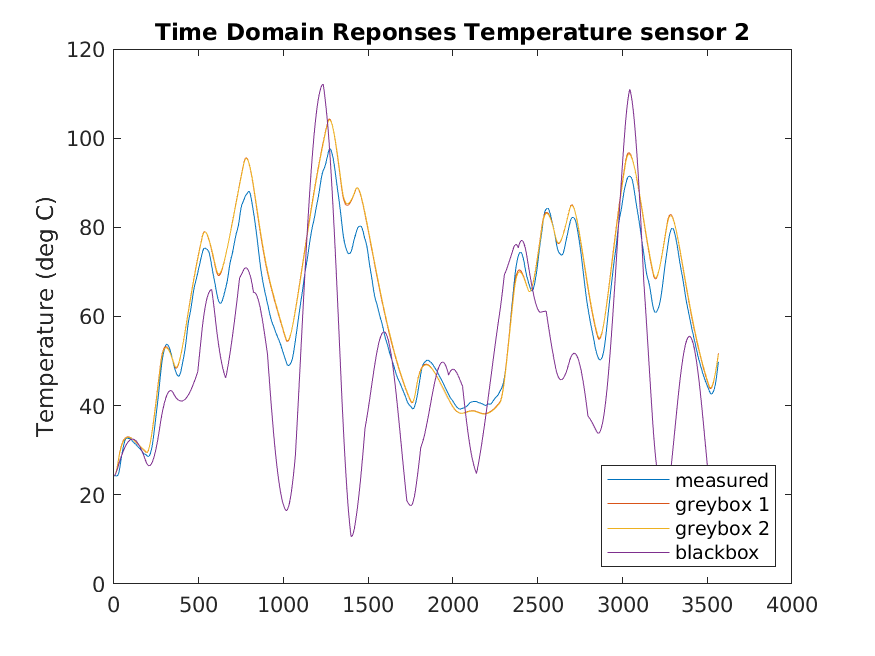 Time Domain Reponses Temperature sensor 2
120
100
80
60
40
20
0
Temperature (deg C)
measured
greybox 1
greybox 2
blackbox
0 500 1000 1500 2000 2500 3000 3500 4000